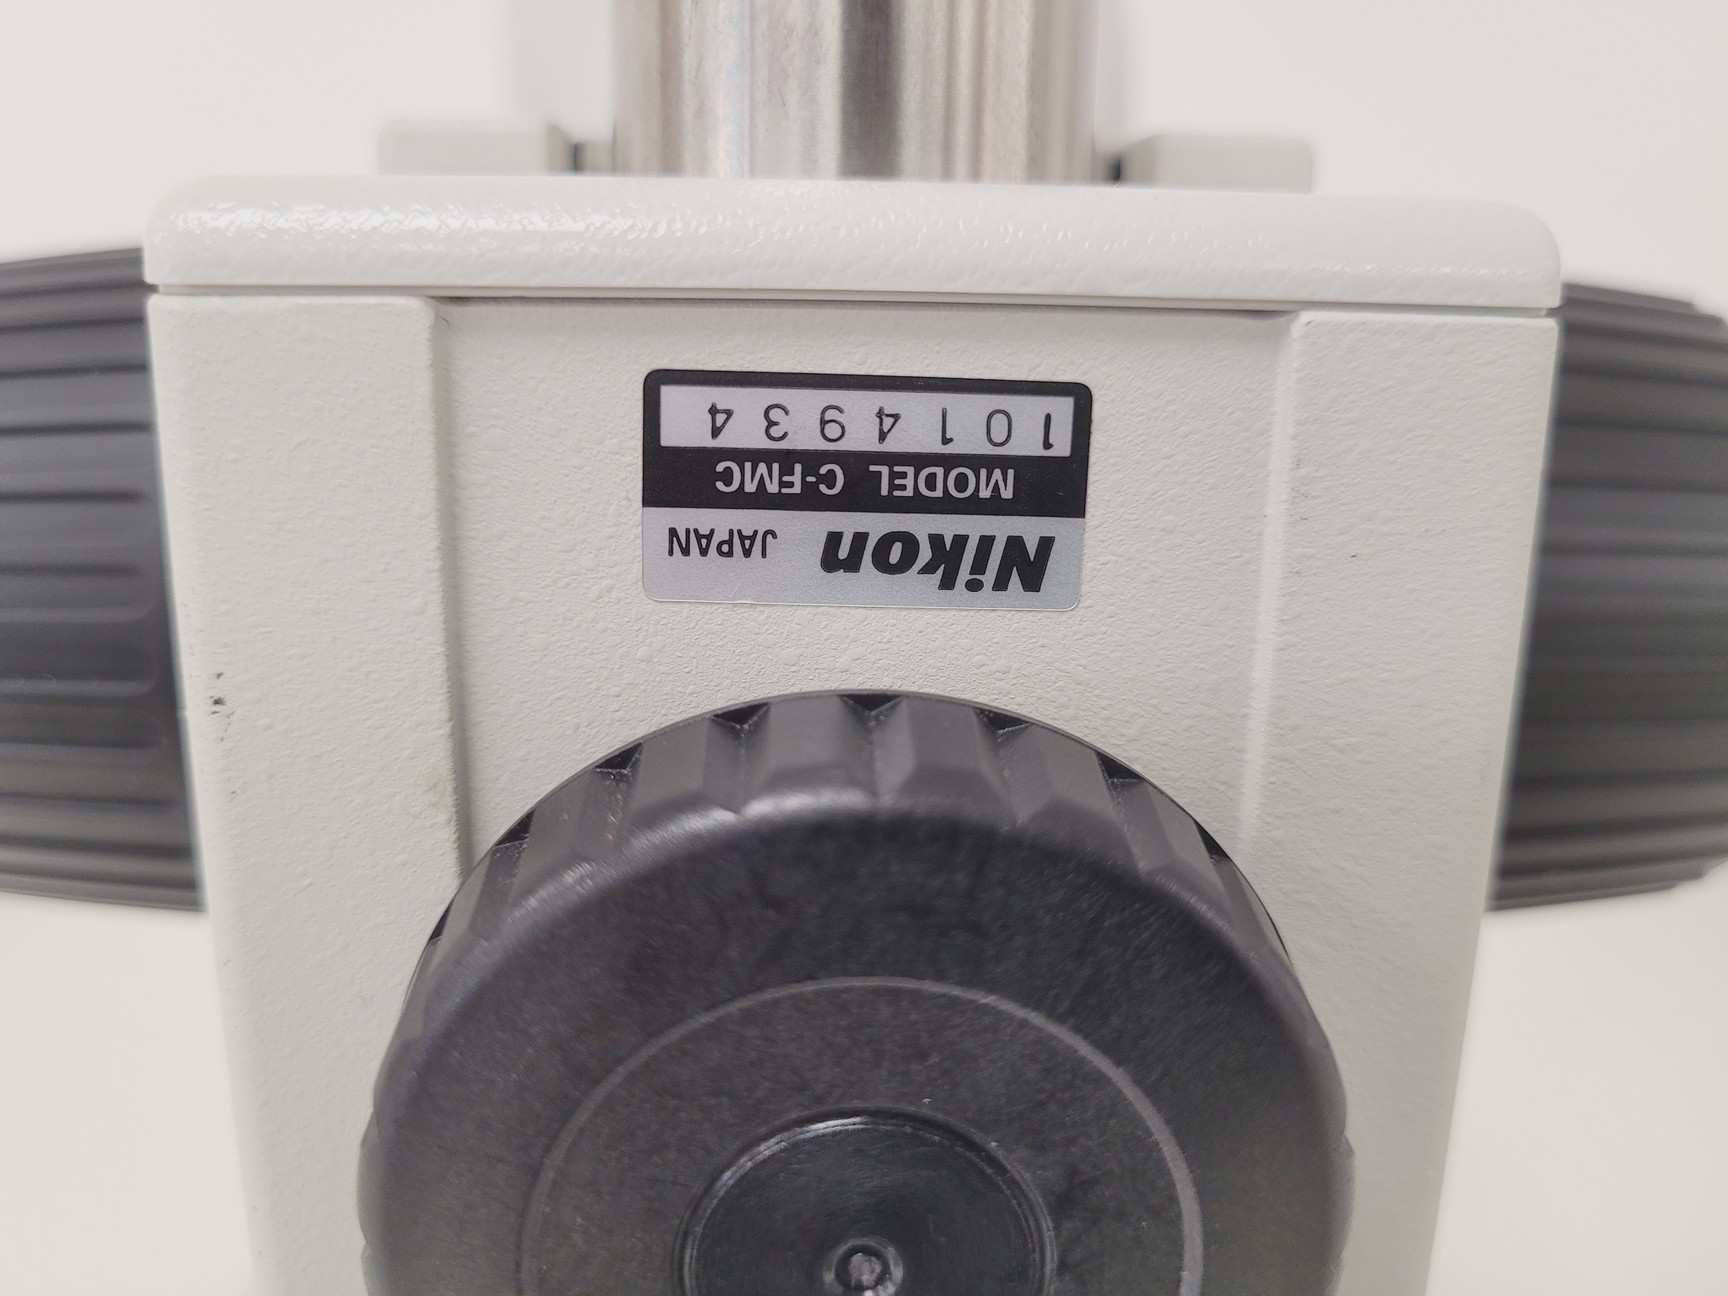 Nikon JAPAN
MODEL C-FMC
1014934